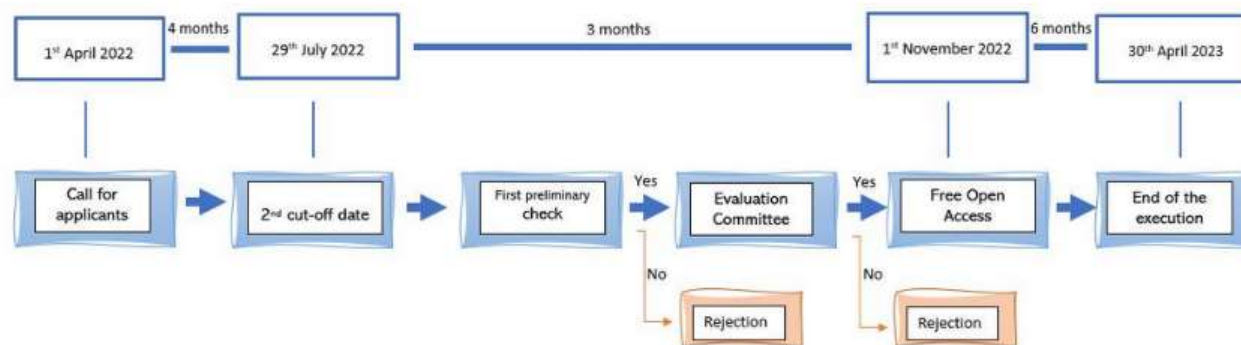 4 months
3 months
6 months
1st April 2022
29th July 2022
1st November 2022
30th April 2023
Call for
applicants
2nd cut-off date
First preliminary
check
Yes
Evaluation
Committee
Yes
Free Open
Access
End of the
execution
No
Rejection
No
Rejection